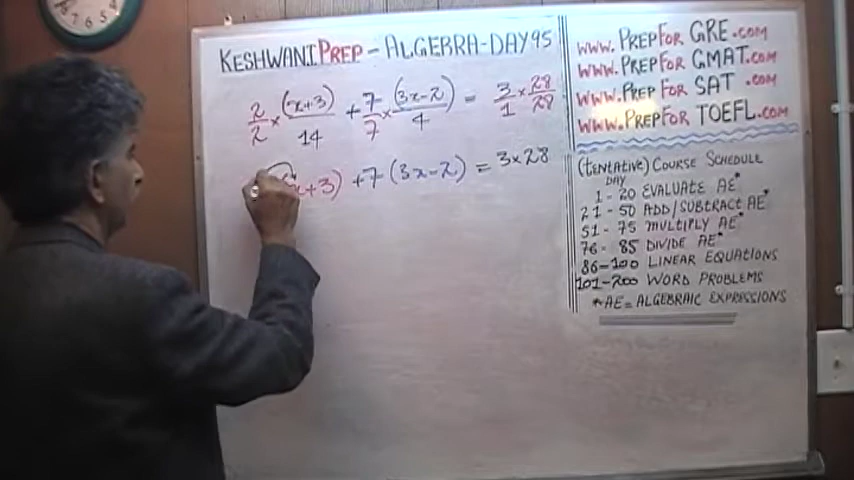 KESHWANI PREP - ALGEBRA - DAY 95
2/2 × (x+3)/14 + 7/7 × (3x-2)/4 = 3/1 × 28/28
(x+3) + 7(3x-2) = 3×28
www.PREPFOR GRE.COM
www.PREPFOR GMAT.COM
www.PREPFOR SAT.COM
www.PREPFOR TOEFL.COM
(TENTATIVE) COURSE SCHEDULE
DAY
1-20 EVALUATE AE*
21-50 ADD/SUBTRACT AE*
51-75 MULTIPLY AE*
76-85 DIVIDE AE*
86-100 LINEAR EQUATIONS
101-200 WORD PROBLEMS
*AE = ALGEBRAIC EXPRESSIONS
7 6 5